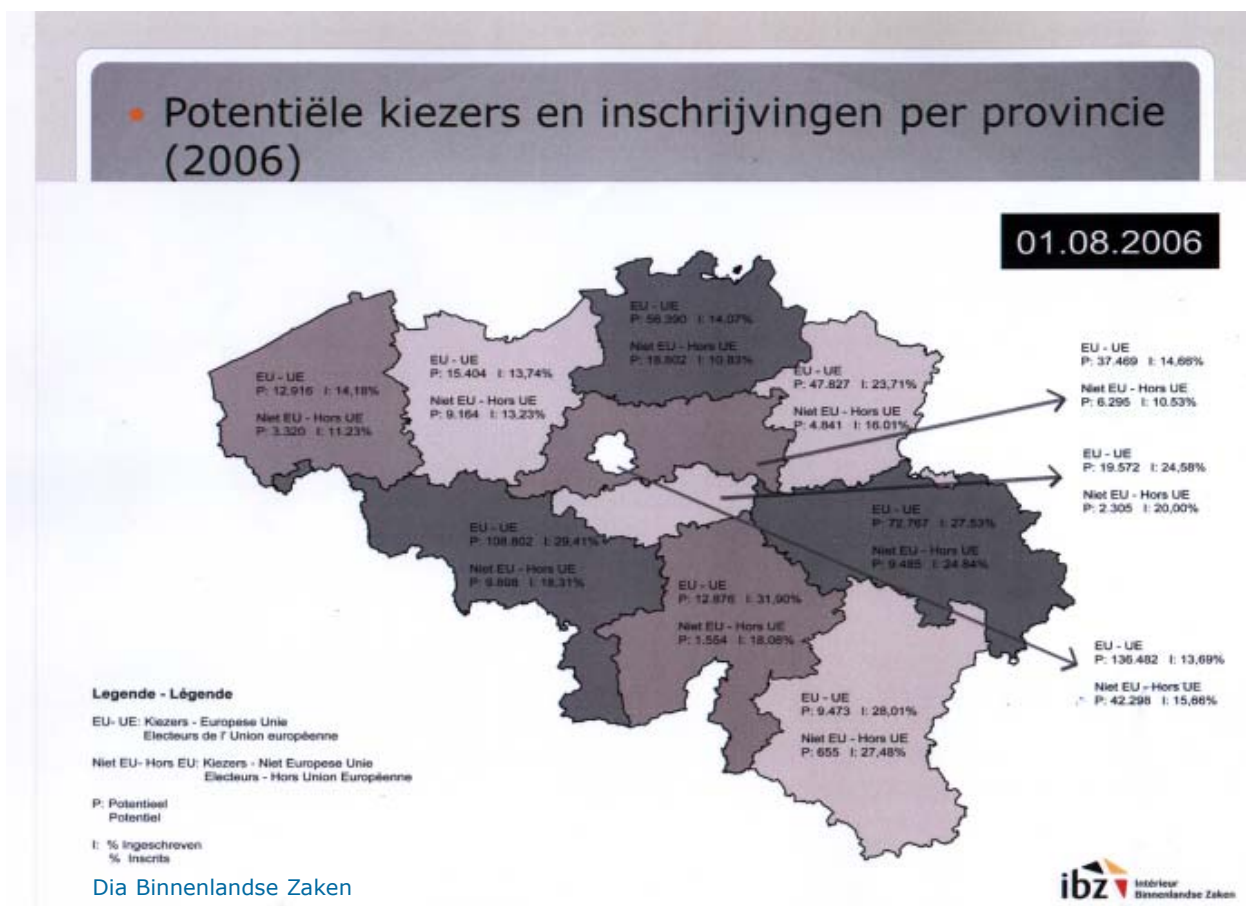 • Potentiële kiezers en inschrijvingen per provincie
(2006)
01.08.2006
EU - UE
P: 12.916 I: 14,18%
Niet EU - Hors UE
P: 3.320 I: 11.23%
EU - UE
P: 15.404 I: 13,74%
Niet EU - Hors UE
P: 9.164 I: 13,23%
EU - UE
P: 56.390 I: 14.07%
Niet EU - Hors UE
P: 18.802 I: 10.83%
EU - UE
P: 47.827 I: 23,71%
Niet EU - Hors UE
P: 4.841 I: 16.01%
EU - UE
P: 37.469 I: 14,66%
Niet EU - Hors UE
P: 6.295 I: 10.53%
EU - UE
P: 19.572 I: 24,58%
Niet EU - Hors UE
P: 2.305 I: 20,00%
EU - UE
P: 108.802 I: 29,41%
Niet EU - Hors UE
P: 9.898 I: 18,31%
EU - UE
P: 72.767 I: 27.53%
Niet EU - Hors UE
P: 9.485 I: 24.84%
EU - UE
P: 12.876 I: 31,90%
Niet EU - Hors UE
P: 1.554 I: 18,08%
EU - UE
P: 136.482 I: 13,69%
Niet EU - Hors UE
P: 42.298 I: 15,66%
EU - UE
P: 9.473 I: 28,01%
Niet EU - Hors UE
P: 655 I: 27,48%
Legende - Légende
EU- UE: Kiezers - Europese Unie
Electeurs de l' Union européenne
Niet EU- Hors EU: Kiezers - Niet Europese Unie
Electeurs - Hors Union Européenne
P: Potentieel
Potentiel
I: % Ingeschreven
% Inscrits
Dia Binnenlandse Zaken
ibz Intérieur
Binnenlandse Zaken